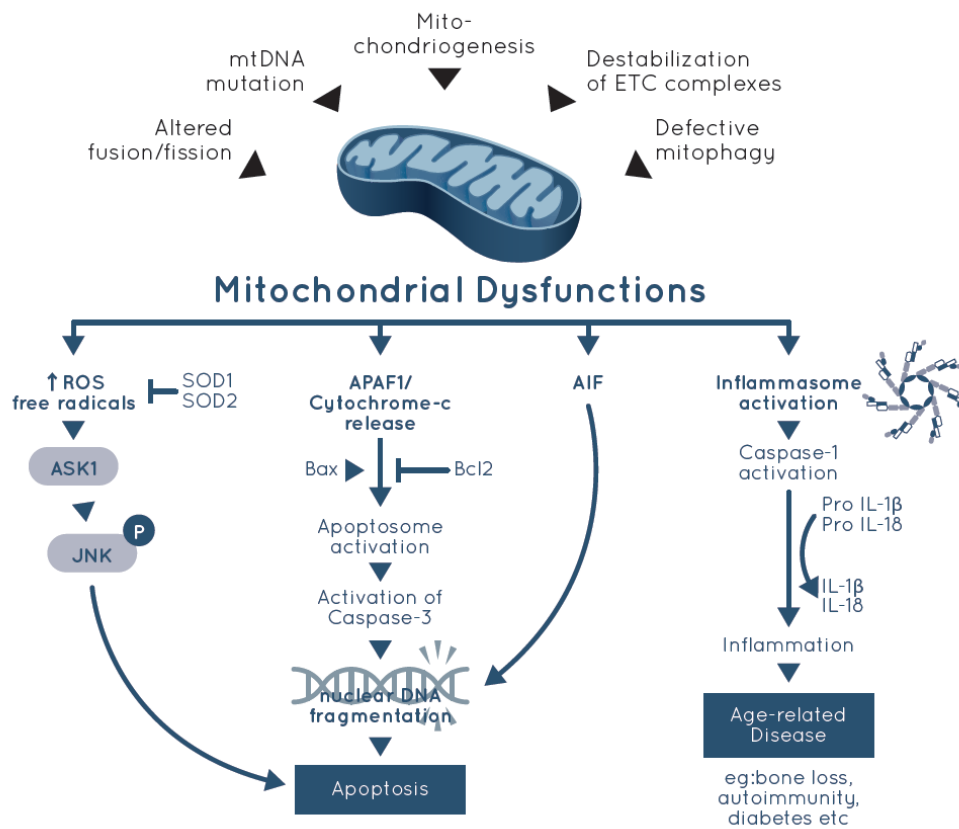 Mito-
chondriogenesis
mtDNA
mutation
Destabilization
of ETC complexes
Altered
fusion/fission
Defective
mitophagy
Mitochondrial Dysfunctions
↑ ROS
free radicals
SOD1
SOD2
ASK1
P
JNK
APAF1/
Cytochrome-c
release
Bax
Bcl2
Apoptosome
activation
Activation of
Caspase-3
nuclear DNA
fragmentation
Apoptosis
AIF
Inflammasome
activation
Caspase-1
activation
Pro IL-1β
Pro IL-18
IL-1β
IL-18
Inflammation
Age-related
Disease
eg:bone loss,
autoimmunity,
diabetes etc